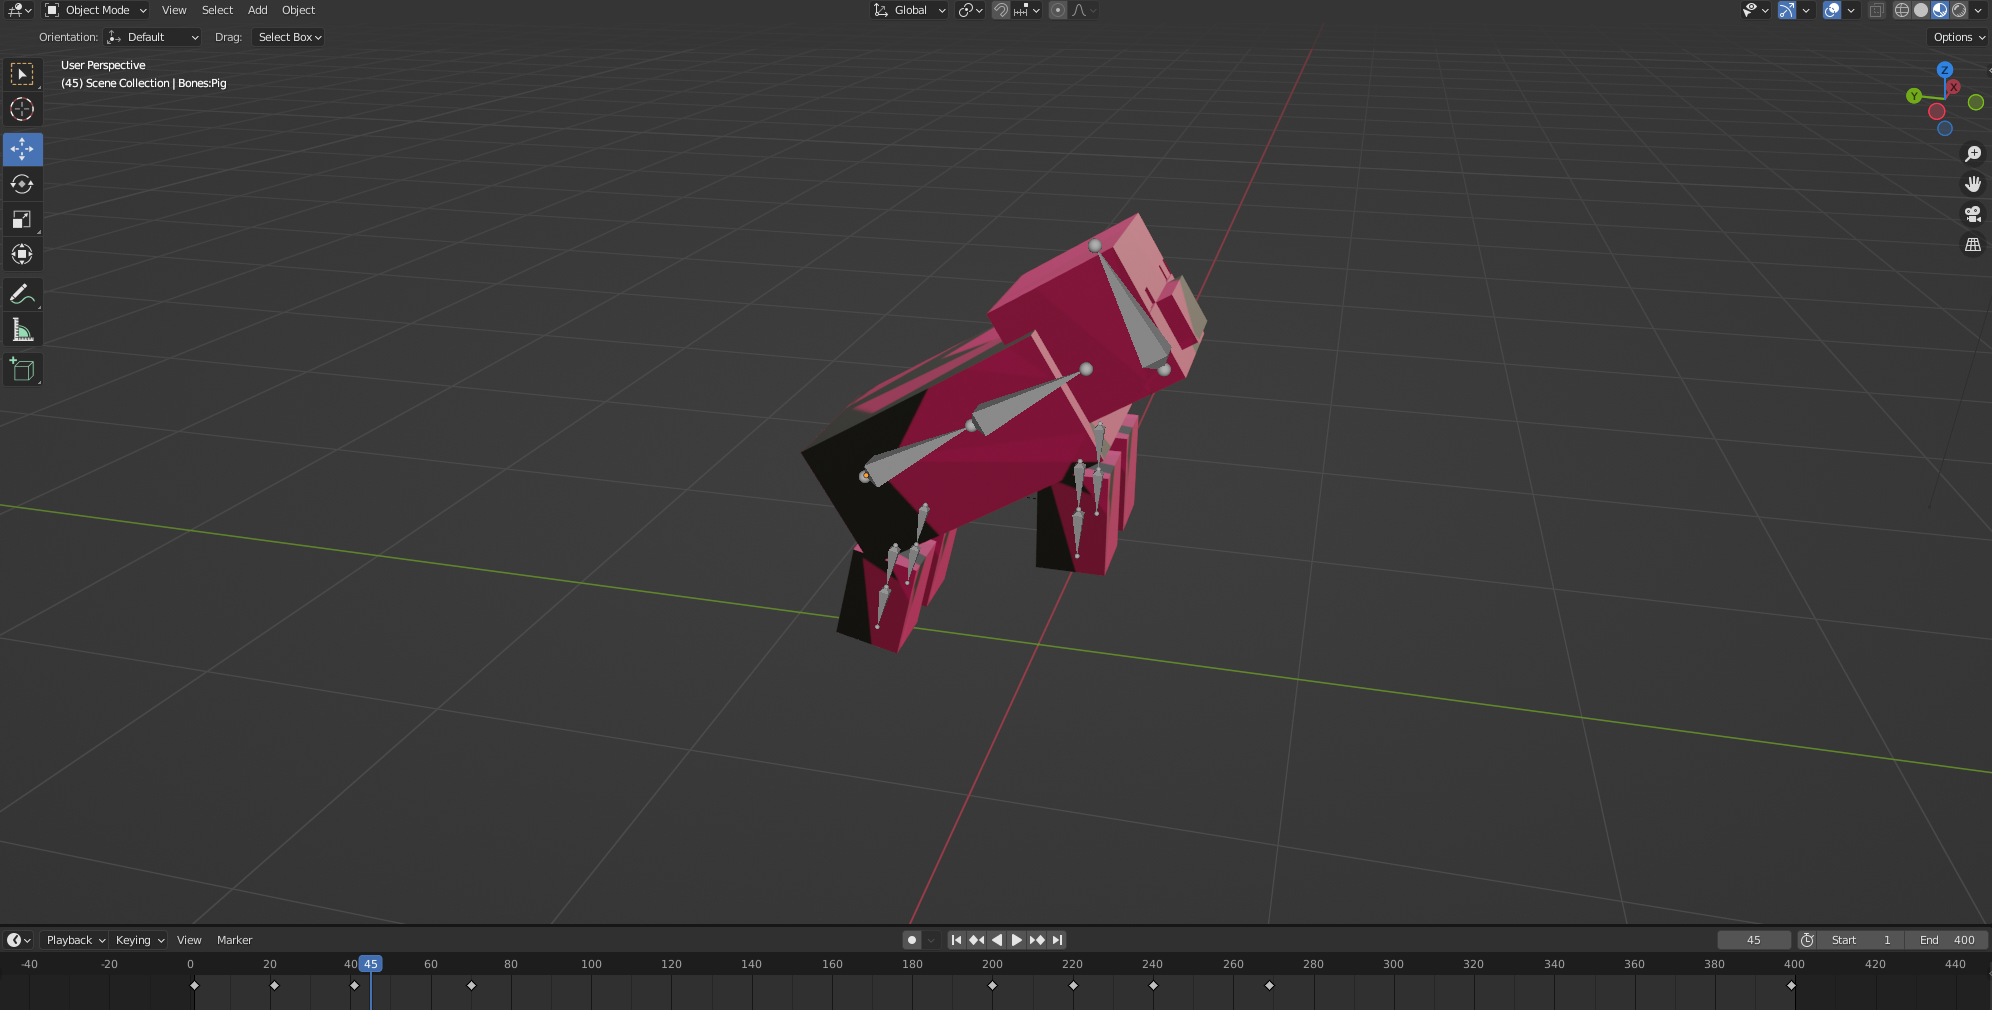 Object Mode View Select Add Object Global
Orientation: Default Drag: Select Box Options
User Perspective
(45) Scene Collection | Bones:Pig
Z
X
Y
Playback Keying View Marker 45 Start 1 End 400
-40 -20 0 20 40 45 60 80 100 120 140 160 180 200 220 240 260 280 300 320 340 360 380 400 420 440